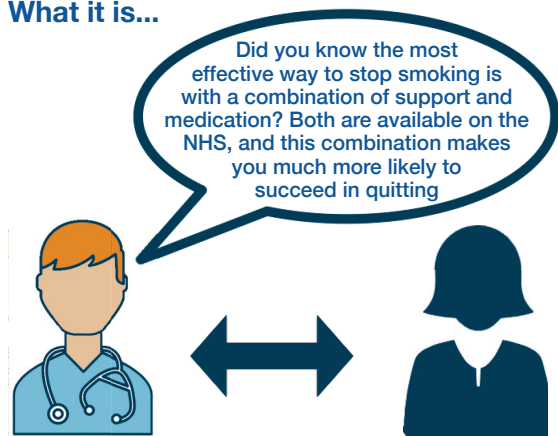 What it is...
Did you know the most
effective way to stop smoking is
with a combination of support and
medication? Both are available on the
NHS, and this combination makes
you much more likely to
succeed in quitting